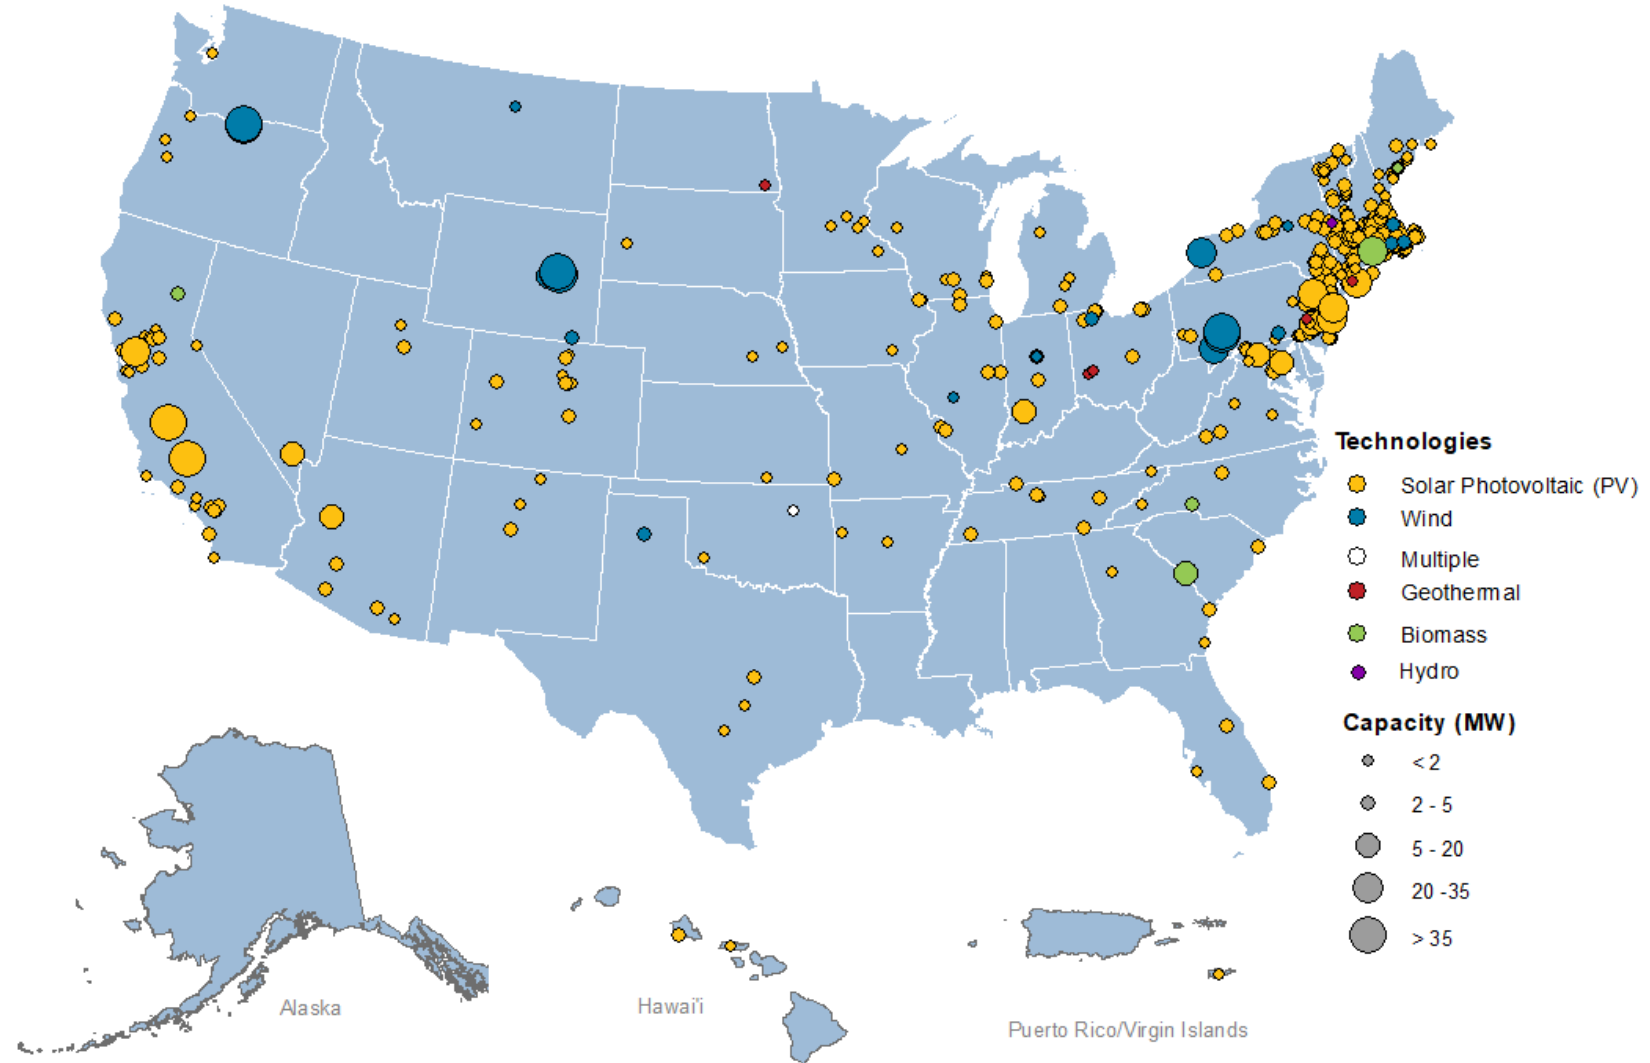 Technologies
Solar Photovoltaic (PV)
Wind
Multiple
Geothermal
Biomass
Hydro
Capacity (MW)
< 2
2 - 5
5 - 20
20 -35
> 35
Alaska
Hawai'i
Puerto Rico/Virgin Islands